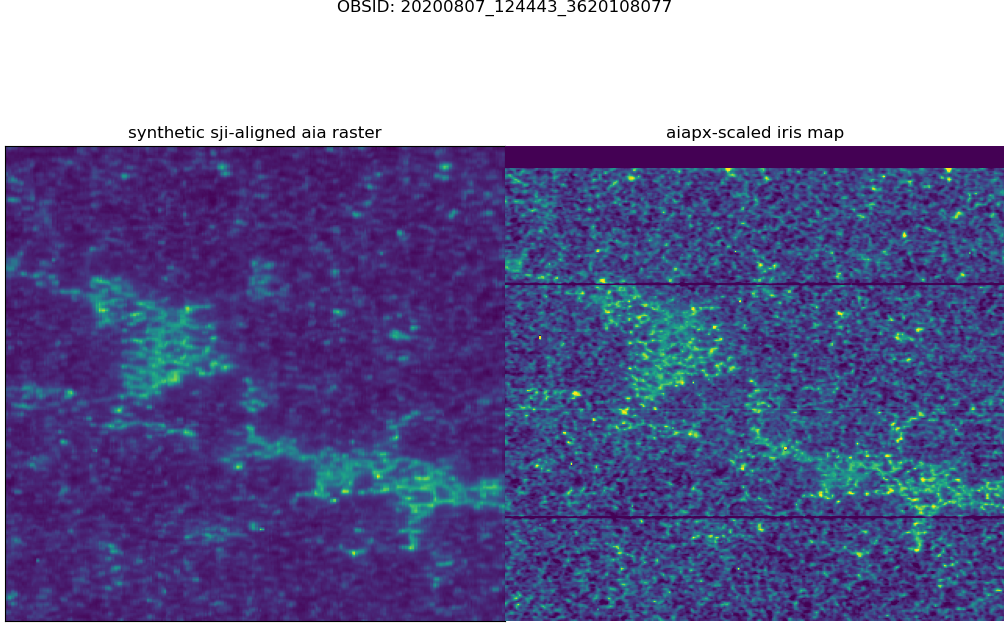 OBSID: 20200807_124443_3620108077
synthetic sji-aligned aia raster
aiapx-scaled iris map